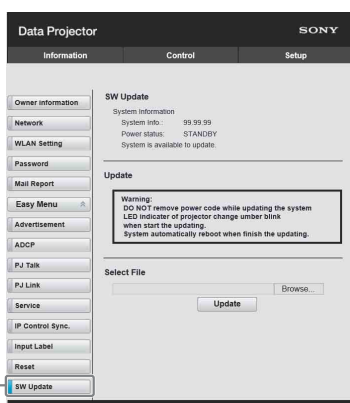 Data Projector
SONY
Information
Control
Setup
Owner information
Network
WLAN Setting
Password
Mail Report
Easy Menu
Advertisement
ADCP
PJ Talk
PJ Link
Service
IP Control Sync.
Input Label
Reset
SW Update
SW Update
System Information
System Info.: 99.99.99
Power status: STANDBY
System is available to update.
Update
Warning:
DO NOT remove power code while updating the system
LED indicater of projector change umber blink
when start the updating.
System automatically reboot when finish the updating.
Select File
Browse...
Update